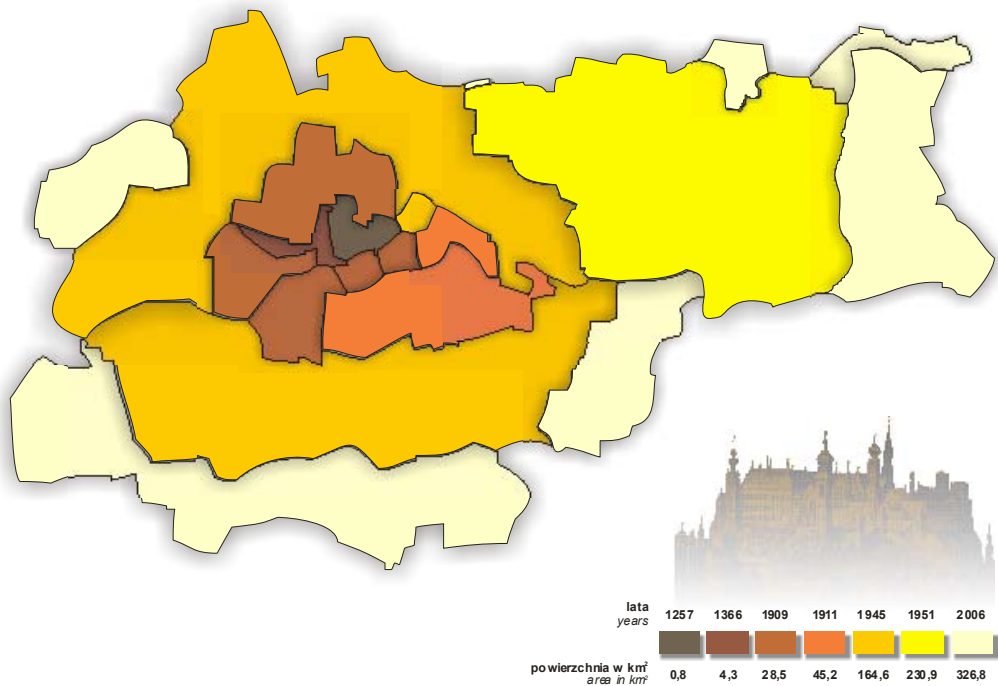 lata 1257 1366 1909 1911 1945 1951 2006
years
powierzchnia w km²
area in km² 0,8 4,3 28,5 45,2 164,6 230,9 326,8